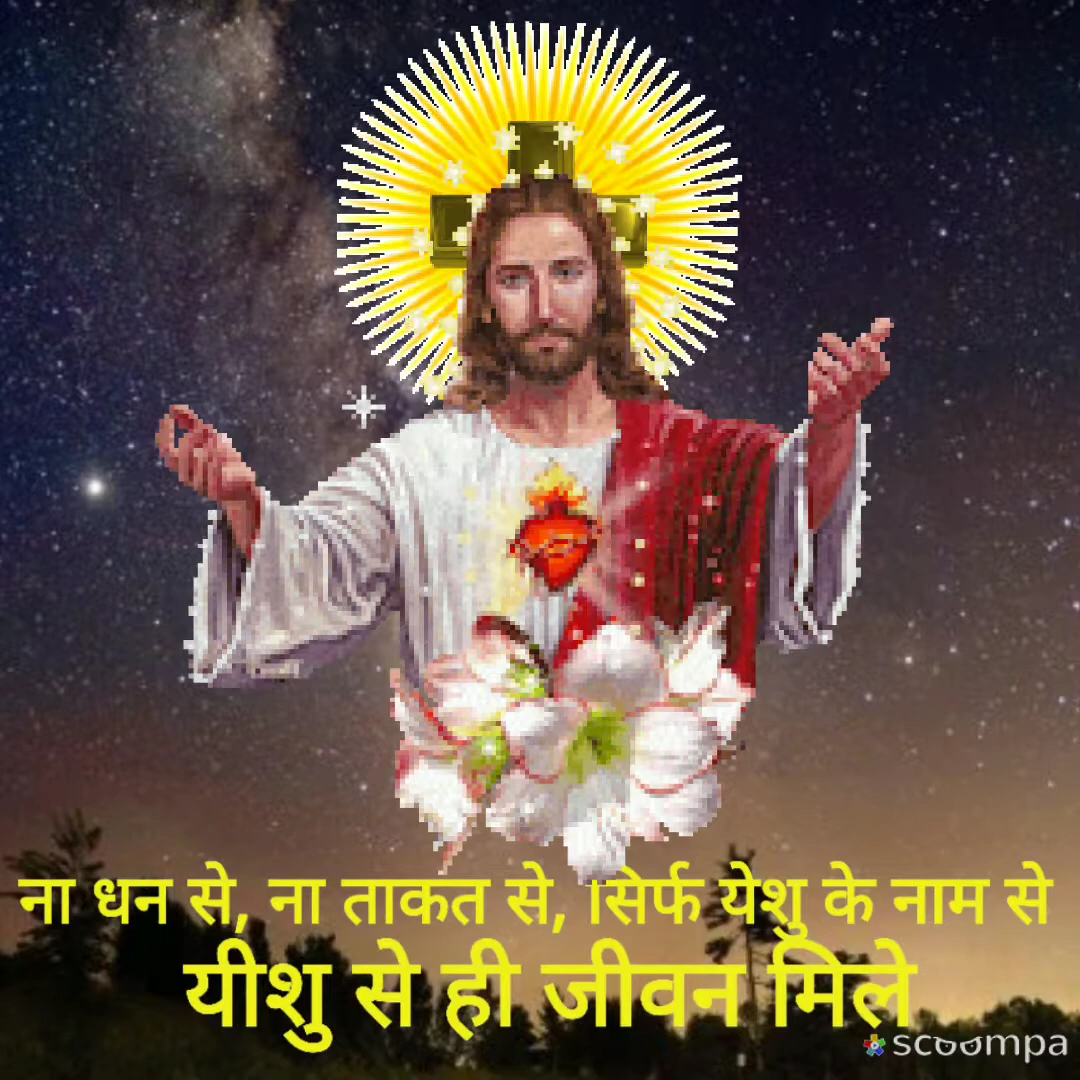 ना धन से, ना ताकत से, सिर्फ येशु के नाम से
यीशु से ही जीवन मिले
scoompa